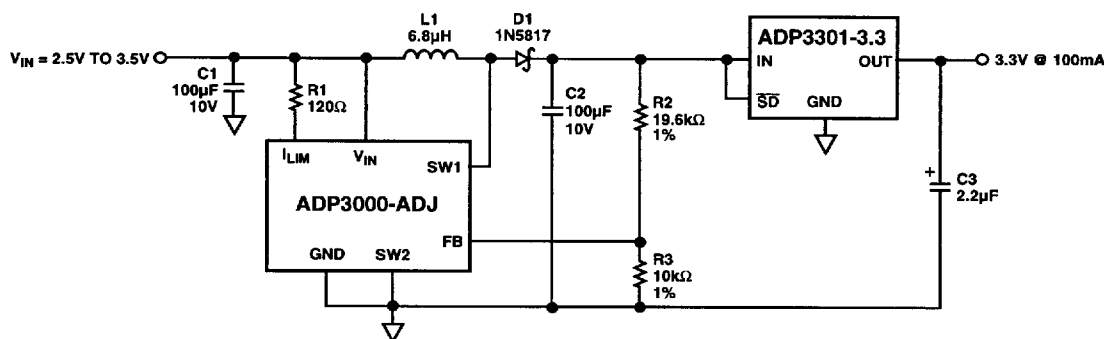 V_IN = 2.5V TO 3.5V
C1
100µF
10V
R1
120Ω
L1
6.8µH
D1
1N5817
C2
100µF
10V
R2
19.6kΩ
1%
ADP3301-3.3
IN
OUT
SD
GND
3.3V @ 100mA
I_LIM
V_IN
SW1
ADP3000-ADJ
FB
GND
SW2
R3
10kΩ
1%
+
C3
2.2µF